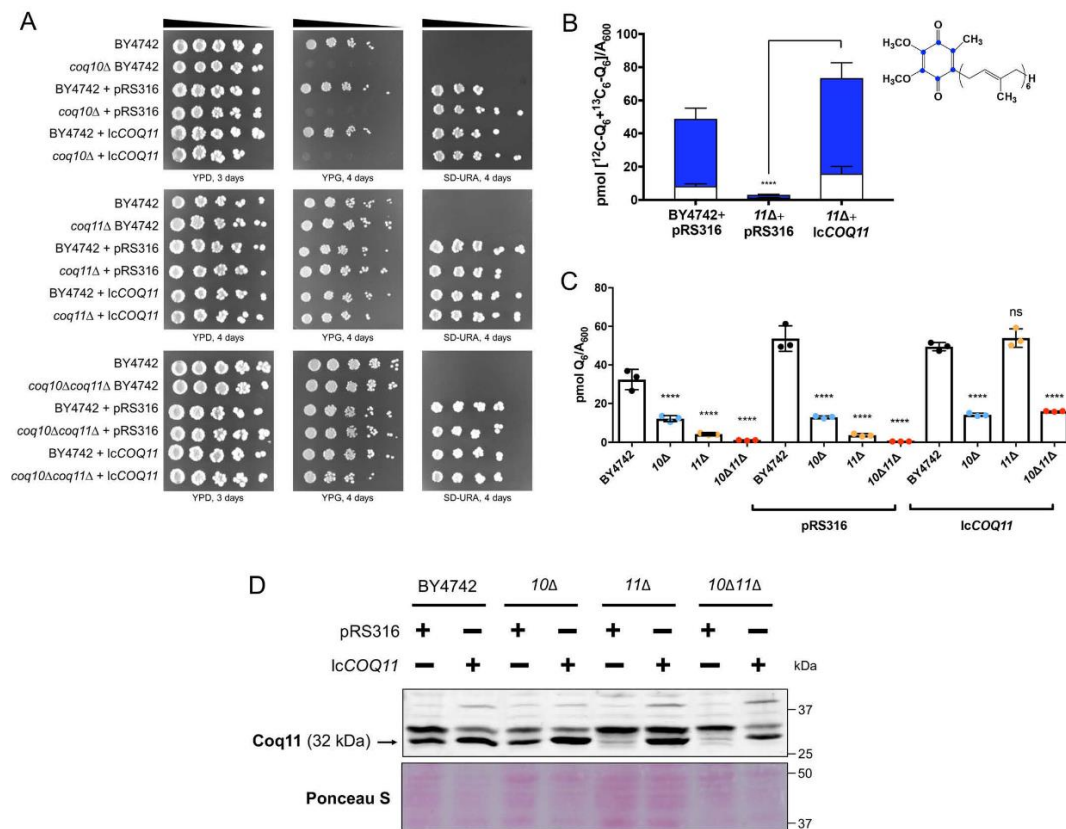 A
BY4742
coq10Δ BY4742
BY4742 + pRS316
coq10Δ + pRS316
BY4742 + lcCOQ11
coq10Δ + lcCOQ11
YPD, 3 days
YPG, 4 days
SD-URA, 4 days
BY4742
coq11Δ BY4742
BY4742 + pRS316
coq11Δ + pRS316
BY4742 + lcCOQ11
coq11Δ + lcCOQ11
YPD, 4 days
YPG, 4 days
SD-URA, 4 days
BY4742
coq10Δcoq11Δ BY4742
BY4742 + pRS316
coq10Δcoq11Δ + pRS316
BY4742 + lcCOQ11
coq10Δcoq11Δ + lcCOQ11
YPD, 3 days
YPG, 4 days
SD-URA, 4 days
B
pmol [¹²C-Q₆+¹³C₆-Q₆]/A₆₀₀
100
80
60
40
20
0
****
BY4742+
pRS316
11Δ+
pRS316
11Δ+
lcCOQ11
O
H₃CO
CH₃
H₃CO
O
CH₃
6
H
C
pmol Q₆/A₆₀₀
80
60
40
20
0
****
****
****
****
****
****
****
ns
****
BY4742
10Δ
11Δ
10Δ11Δ
BY4742
10Δ
11Δ
10Δ11Δ
BY4742
10Δ
11Δ
10Δ11Δ
pRS316
lcCOQ11
D
BY4742
10Δ
11Δ
10Δ11Δ
pRS316
+ − + − + − + −
lcCOQ11
− + − + − + − +
kDa
37
Coq11 (32 kDa)
25
50
Ponceau S
37